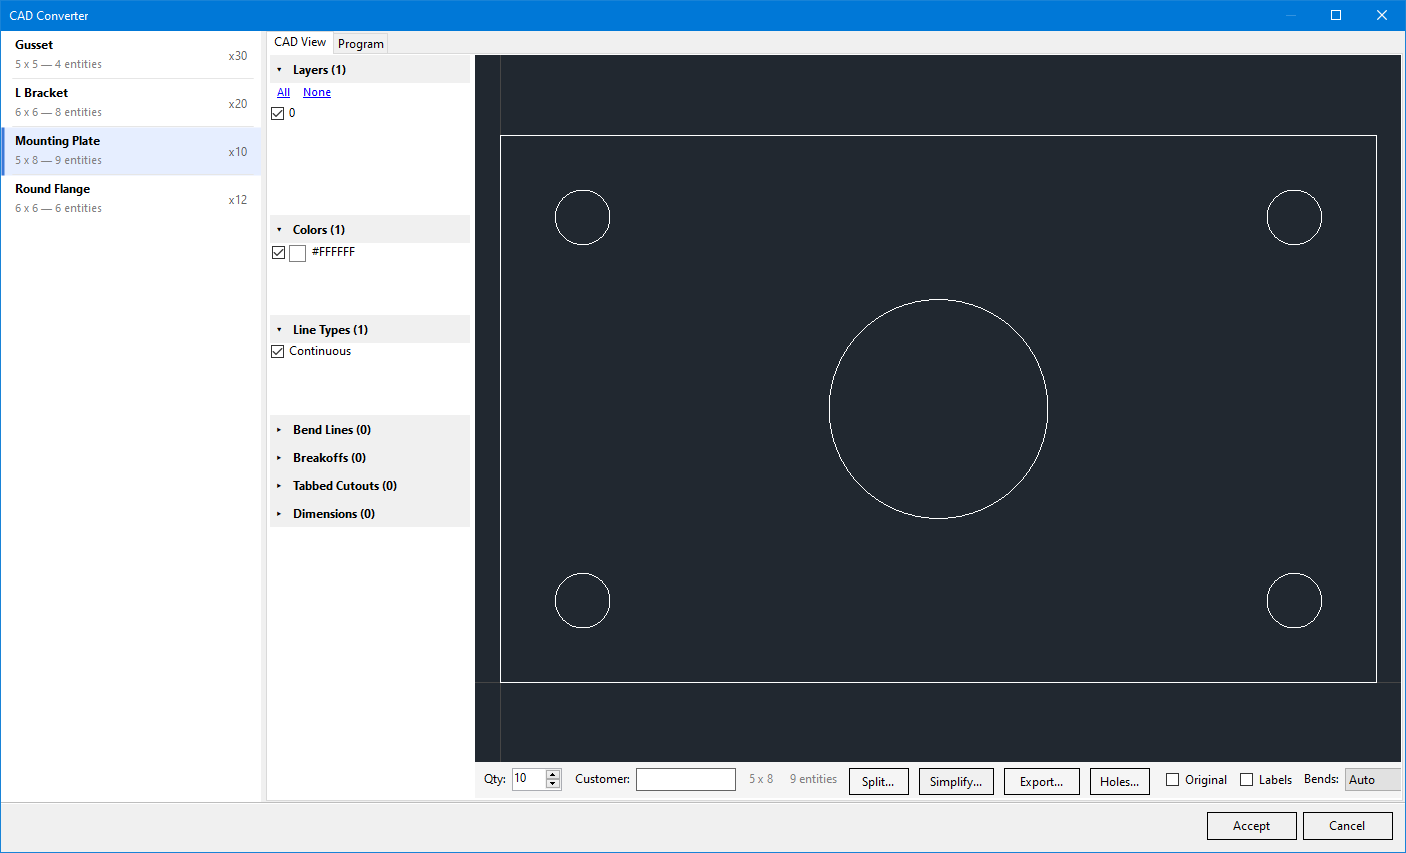 CAD Converter
Gusset
5 x 5 — 4 entities
x30
L Bracket
6 x 6 — 8 entities
x20
Mounting Plate
5 x 8 — 9 entities
x10
Round Flange
6 x 6 — 6 entities
x12
CAD View
Program
Layers (1)
All None
0
Colors (1)
#FFFFFF
Line Types (1)
Continuous
Bend Lines (0)
Breakoffs (0)
Tabbed Cutouts (0)
Dimensions (0)
Qty: 10 Customer: 5 x 8 9 entities Split... Simplify... Export... Holes... Original Labels Bends: Auto
Accept Cancel